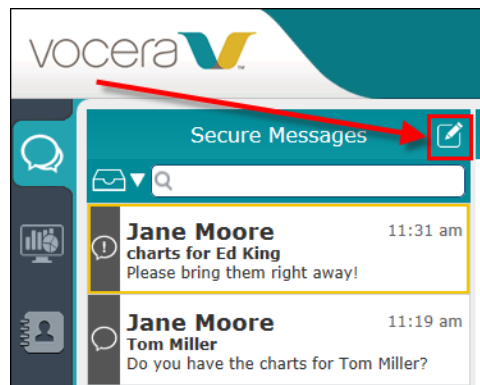 vocera
Secure Messages
Jane Moore 11:31 am
charts for Ed King
Please bring them right away!
Jane Moore 11:19 am
Tom Miller
Do you have the charts for Tom Miller?